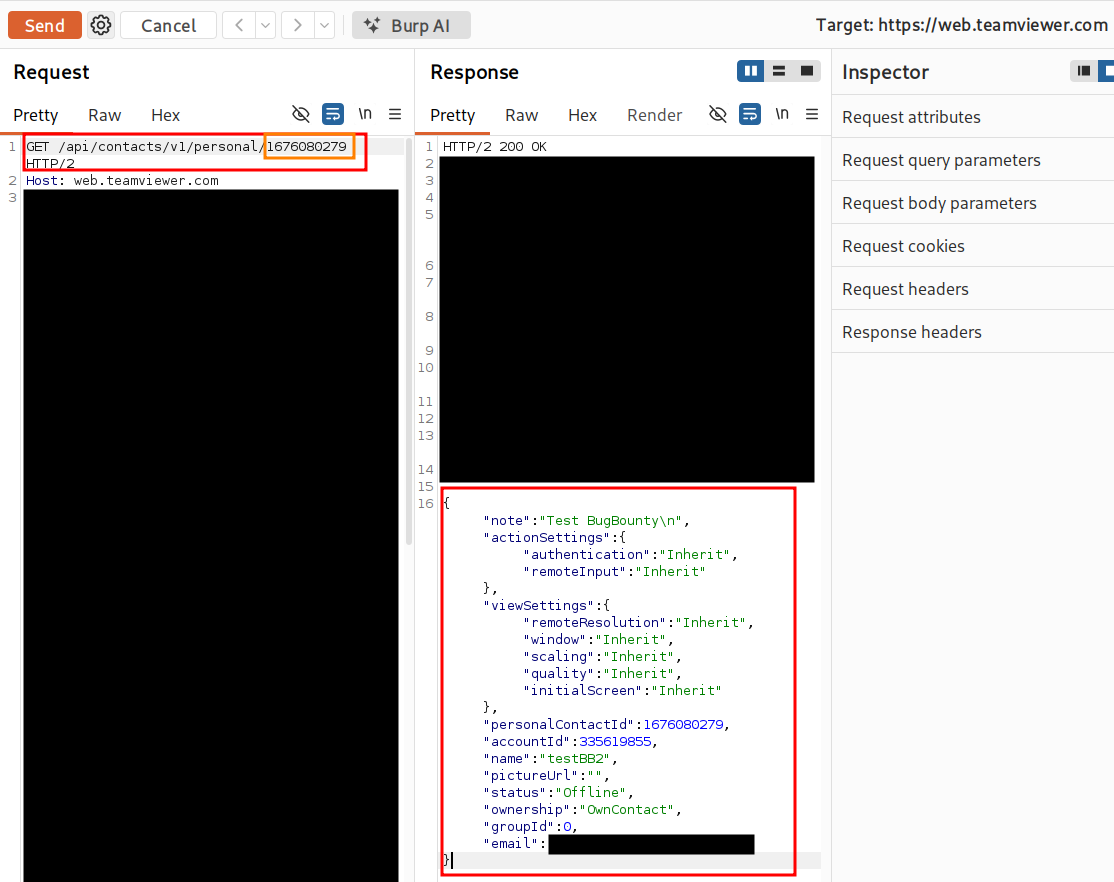 Send
Cancel
Burp AI
Target: https://web.teamviewer.com
Request
Pretty Raw Hex
\n
1 GET /api/contacts/v1/personal/1676080279
HTTP/2
2 Host: web.teamviewer.com
3
Response
Pretty Raw Hex Render
\n
1 HTTP/2 200 OK
2
3
4
5
6
7
8
9
10
11
12
13
14
15
16 {
"note":"Test BugBounty\n",
"actionSettings":{
"authentication":"Inherit",
"remoteInput":"Inherit"
},
"viewSettings":{
"remoteResolution":"Inherit",
"window":"Inherit",
"scaling":"Inherit",
"quality":"Inherit",
"initialScreen":"Inherit"
},
"personalContactId":1676080279,
"accountId":335619855,
"name":"testBB2",
"pictureUrl":"",
"status":"Offline",
"ownership":"OwnContact",
"groupId":0,
"email":
}
Inspector
Request attributes
Request query parameters
Request body parameters
Request cookies
Request headers
Response headers